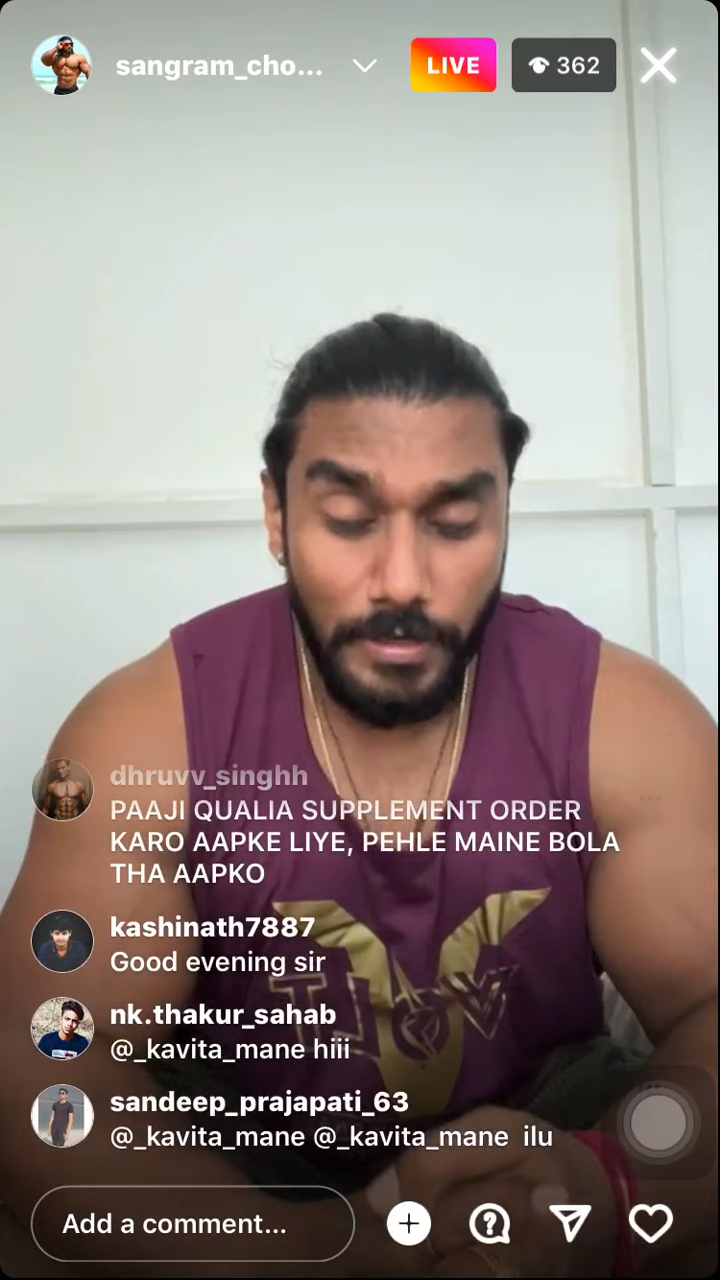 sangram_cho...
LIVE
362
dhruvv_singhh
PAAJI QUALIA SUPPLEMENT ORDER
KARO AAPKE LIYE, PEHLE MAINE BOLA
THA AAPKO
kashinath7887
Good evening sir
nk.thakur_sahab
@_kavita_mane hiii
sandeep_prajapati_63
@_kavita_mane @_kavita_mane ilu
Add a comment...